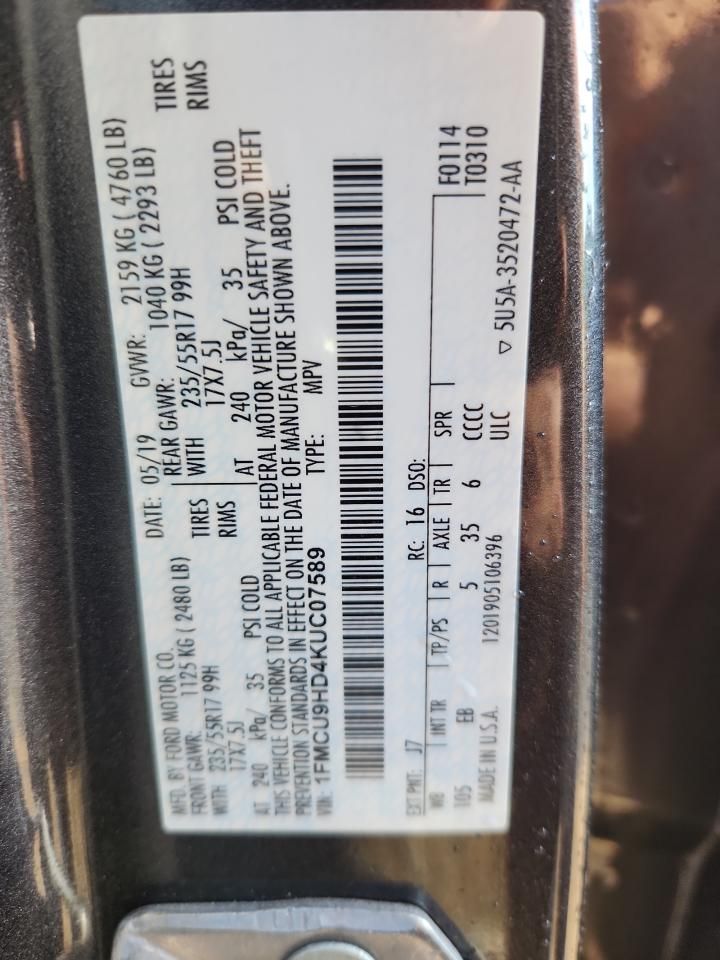 MFD. BY FORD MOTOR CO. DATE: 05/19 GVWR: 2159 KG ( 4760 LB)
FRONT GAWR: 1125 KG ( 2480 LB) REAR GAWR: 1040 KG ( 2293 LB)
WITH 235/55R17 99H TIRES WITH 235/55R17 99H TIRES
17X7.5J RIMS 17X7.5J RIMS
AT 240 kPa/ 35 PSI COLD AT 240 kPa/ 35 PSI COLD
THIS VEHICLE CONFORMS TO ALL APPLICABLE FEDERAL MOTOR VEHICLE SAFETY AND THEFT
PREVENTION STANDARDS IN EFFECT ON THE DATE OF MANUFACTURE SHOWN ABOVE.
VIN: 1FMCU9HD4KUC07589 TYPE: MPV
EXT PNT: J7 RC: 16 DSO: F0114
WB INT TR TP/PS R AXLE TR SPR T0310
105 EB 5 35 6 CCCC
MADE IN U.S.A. 1201905106396 ULC ▽ 5U5A-3520472-AA